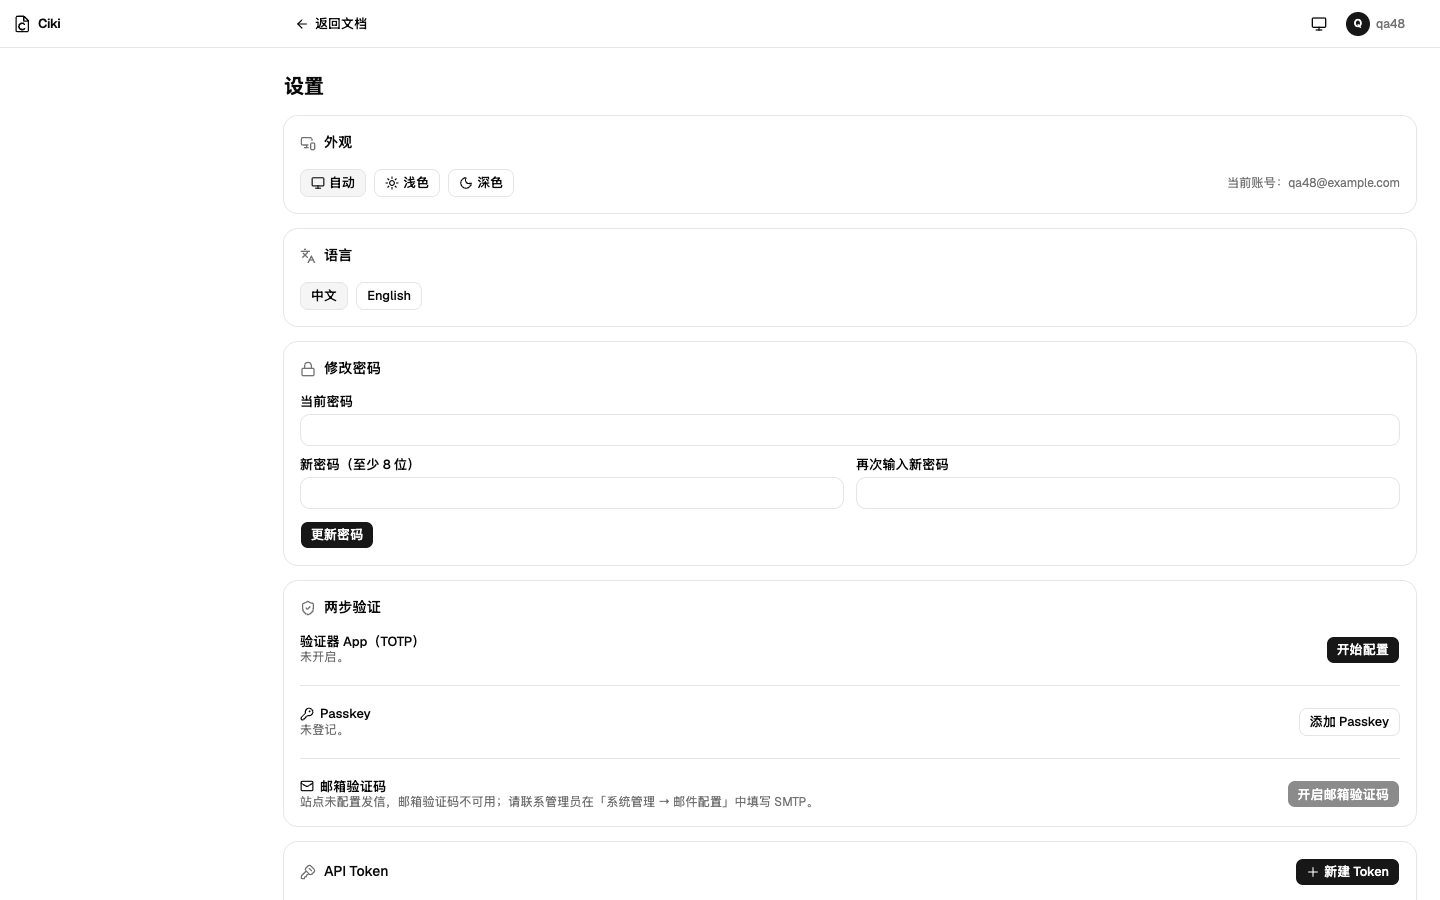 Ciki
返回文档
Q
qa48
设置
外观
自动
浅色
深色
当前账号：qa48@example.com
语言
中文
English
修改密码
当前密码
新密码（至少 8 位）
再次输入新密码
更新密码
两步验证
验证器 App（TOTP）
未开启。
开始配置
Passkey
未登记。
添加 Passkey
邮箱验证码
站点未配置发信，邮箱验证码不可用；请联系管理员在「系统管理 → 邮件配置」中填写 SMTP。
开启邮箱验证码
API Token
新建 Token